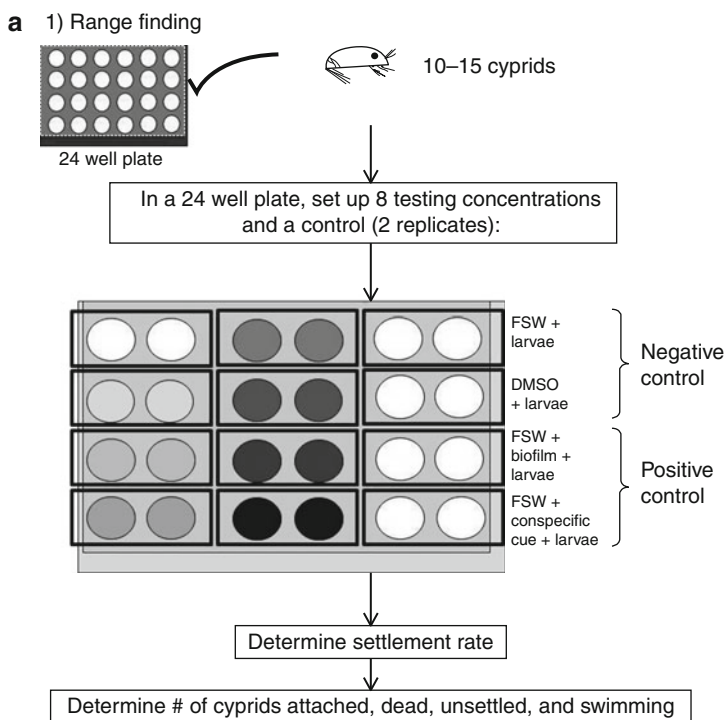 a
1) Range finding
10–15 cyprids
24 well plate
In a 24 well plate, set up 8 testing concentrations
and a control (2 replicates):
FSW +
larvae
DMSO
+ larvae
Negative
control
FSW +
biofilm +
larvae
FSW +
conspecific
cue + larvae
Positive
control
Determine settlement rate
Determine # of cyprids attached, dead, unsettled, and swimming